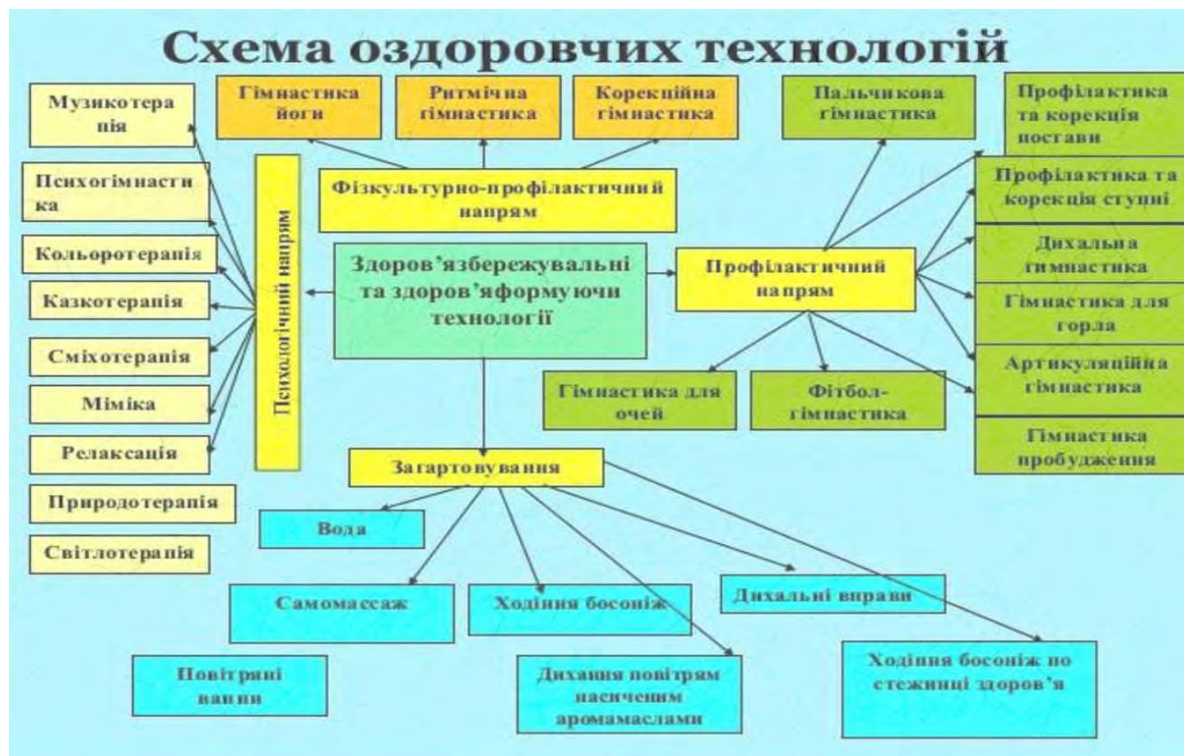 Схема оздоровчих технологій
Музикотера
пія
Психогімнасти
ка
Кольоротерапія
Казкотерапія
Сміхотерапія
Міміка
Релаксація
Природотерапія
Світлотерапія
Психологічний напрям
Гімнастика
йоги
Ритмічна
гімнастика
Корекційна
гімнастика
Фізкультурно-профілактичний
напрям
Здоров’язбережувальні
та здоров’яформуючи
технології
Пальчикова
гімнастика
Профілактика
та корекція
постави
Профілактика та
корекція ступні
Дихальна
гимнастика
Гімнастика для
горла
Артикуляційна
гімнастика
Гімнастика
пробудження
Профілактичний
напрям
Гімнастика для
очей
Фітбол-
гімнастика
Загартовування
Вода
Самомассаж
Ходіння босоніж
Дихальні вправи
Повітряні
ванни
Дихання повітрям
насиченим
аромамаслами
Ходіння босоніж по
стежинці здоров’я